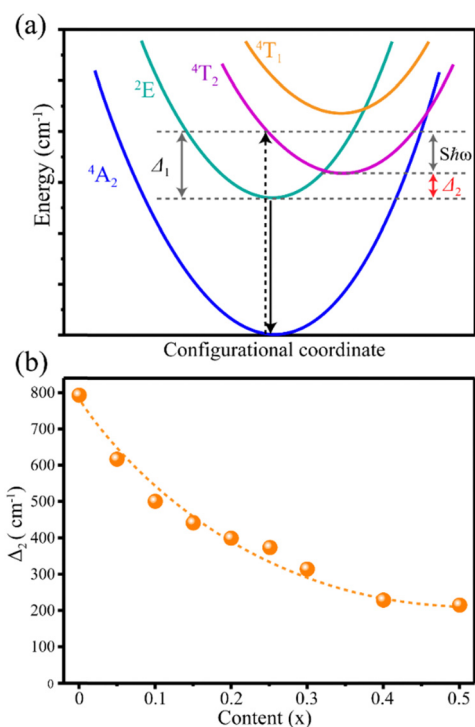 (a)
⁴T₁
²E
⁴T₂
⁴A₂
Δ₁
Sħω
Δ₂
Energy (cm⁻¹)
Configurational coordinate
(b)
800
700
600
500
400
300
200
100
0
Δ₂ ( cm⁻¹)
0 0.1 0.2 0.3 0.4 0.5
Content (x)